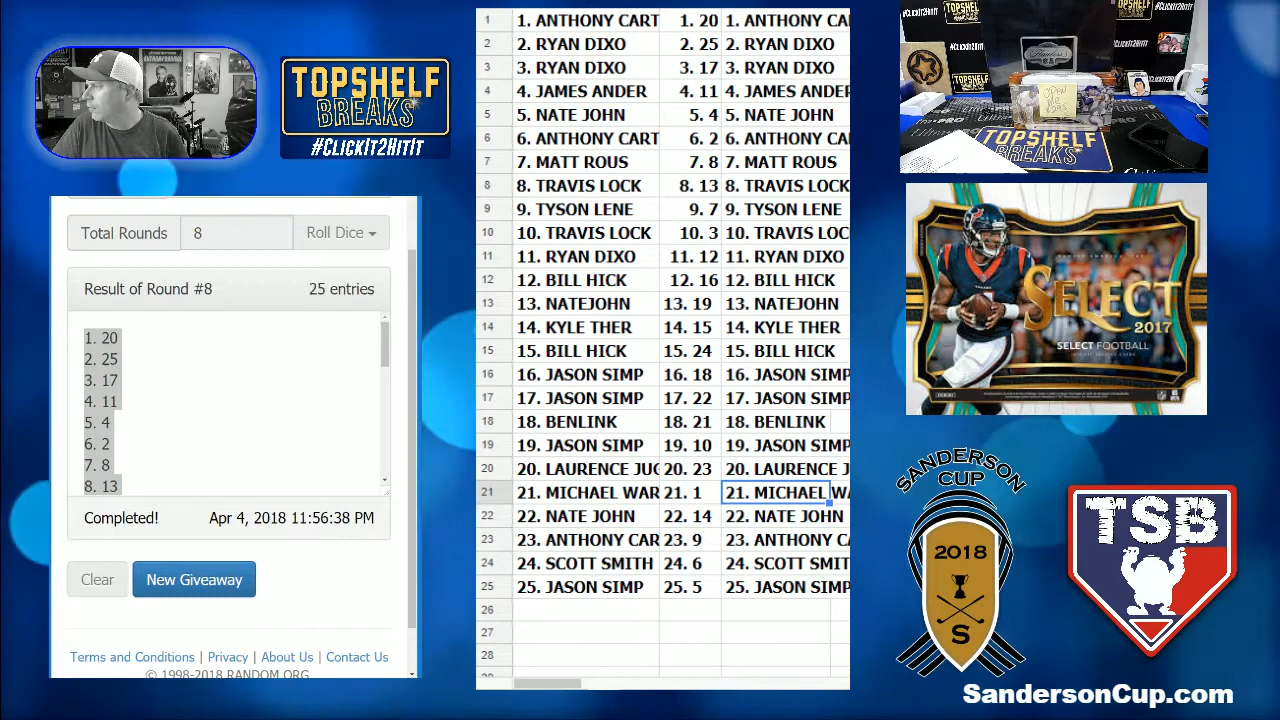 TOPSHELF
BREAKS
#CLICKIT2HITIT
Total Rounds
8
Roll Dice
Result of Round #8
25 entries
1. 20
2. 25
3. 17
4. 11
5. 4
6. 2
7. 8
8. 13
Completed!
Apr 4, 2018 11:56:38 PM
Clear
New Giveaway
Terms and Conditions | Privacy | About Us | Contact Us
© 1998-2018 RANDOM.ORG
1 1. ANTHONY CART 1. 20 1. ANTHONY CA
2 2. RYAN DIXO 2. 25 2. RYAN DIXO
3 3. RYAN DIXO 3. 17 3. RYAN DIXO
4 4. JAMES ANDER 4. 11 4. JAMES ANDER
5 5. NATE JOHN 5. 4 5. NATE JOHN
6 6. ANTHONY CART 6. 2 6. ANTHONY CA
7 7. MATT ROUS 7. 8 7. MATT ROUS
8 8. TRAVIS LOCK 8. 13 8. TRAVIS LOCK
9 9. TYSON LENE 9. 7 9. TYSON LENE
10 10. TRAVIS LOCK 10. 3 10. TRAVIS LOC
11 11. RYAN DIXO 11. 12 11. RYAN DIXO
12 12. BILL HICK 12. 16 12. BILL HICK
13 13. NATEJOHN 13. 19 13. NATEJOHN
14 14. KYLE THER 14. 15 14. KYLE THER
15 15. BILL HICK 15. 24 15. BILL HICK
16 16. JASON SIMP 16. 18 16. JASON SIMP
17 17. JASON SIMP 17. 22 17. JASON SIMP
18 18. BENLINK 18. 21 18. BENLINK
19 19. JASON SIMP 19. 10 19. JASON SIMP
20 20. LAURENCE JUG 20. 23 20. LAURENCE J
21 21. MICHAEL WAR 21. 1 21. MICHAEL WA
22 22. NATE JOHN 22. 14 22. NATE JOHN
23 23. ANTHONY CAR 23. 9 23. ANTHONY CA
24 24. SCOTT SMITH 24. 6 24. SCOTT SMIT
25 25. JASON SIMP 25. 5 25. JASON SIMP
26
27
28
#CLICKIT2HITIT
TOPSHELF
BREAKS
OPEN
ME
TOPSHELF
BREAKS
SELECT
2017
SELECT FOOTBALL
SANDERSON
CUP
2018
S
TSB
SandersonCup.com